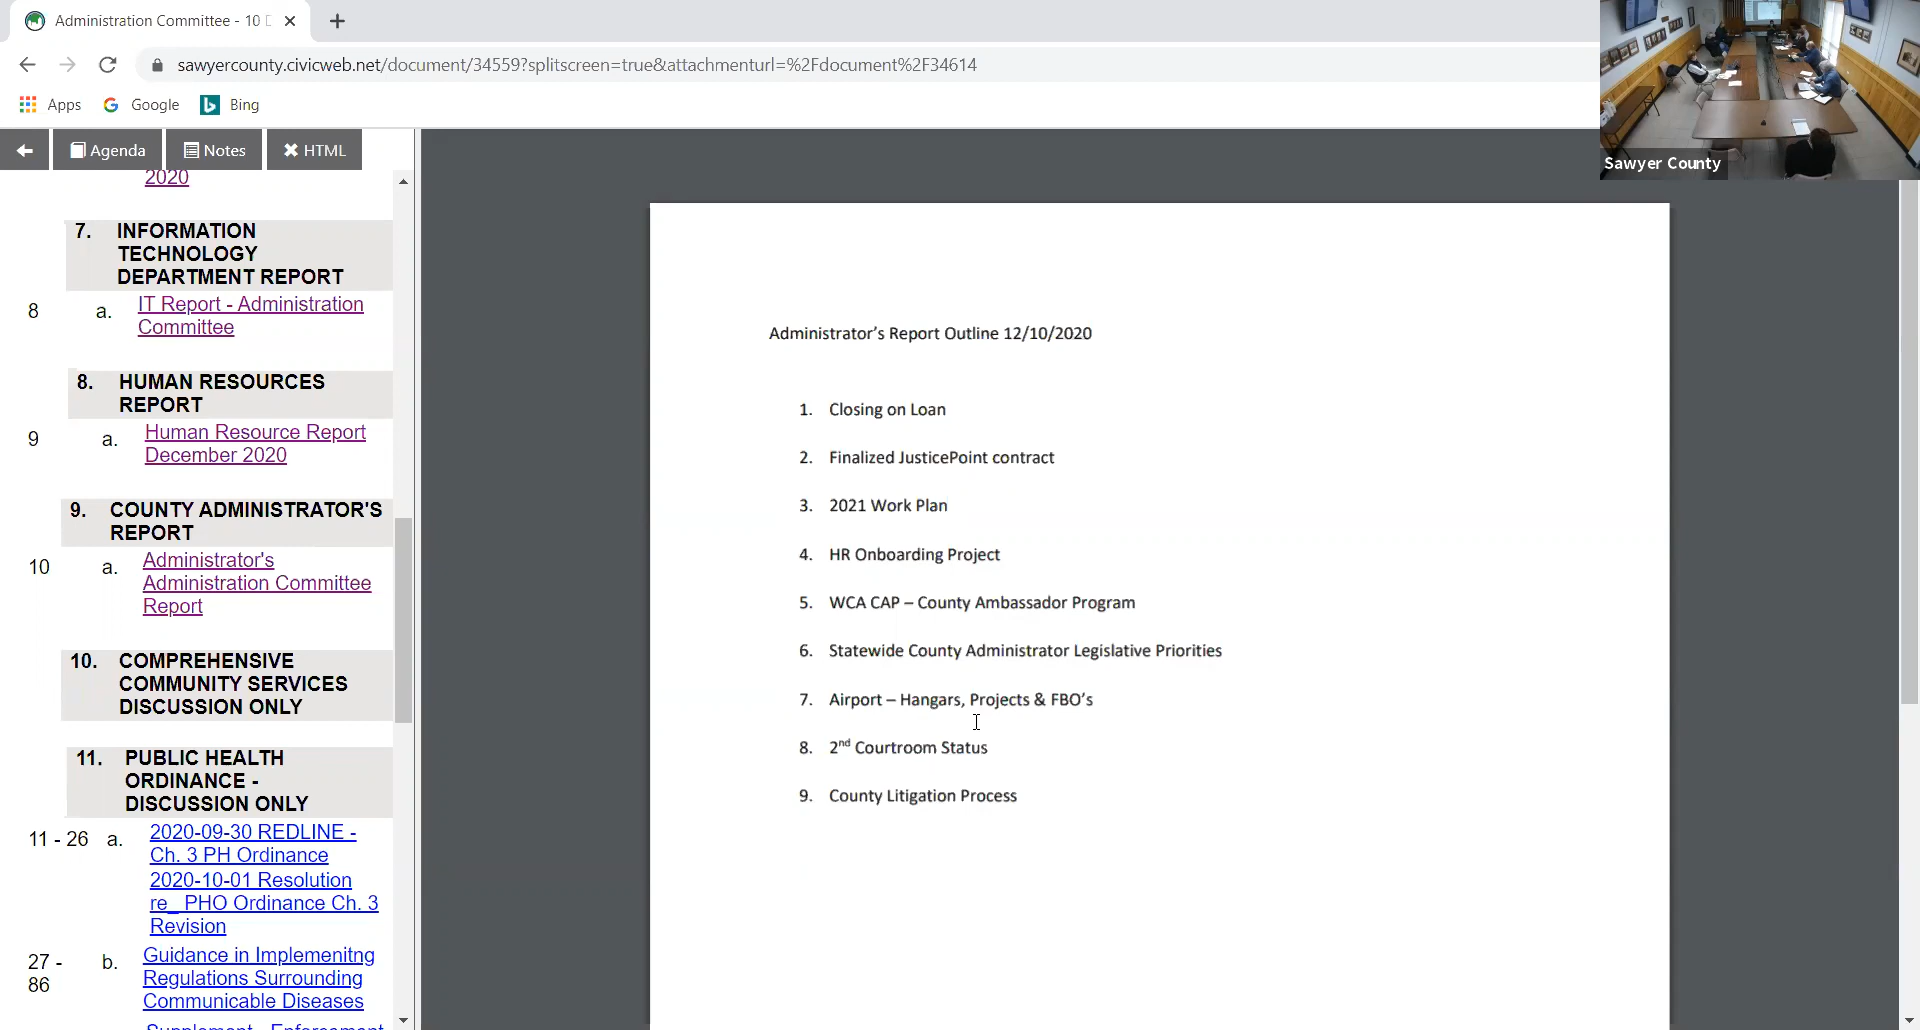 Administration Committee - 10 D
sawyercounty.civicweb.net/document/34559?splitscreen=true&attachmenturl=%2Fdocument%2F34614
Apps
Google
Bing
Agenda
Notes
HTML
Sawyer County
2020
7. INFORMATION
TECHNOLOGY
DEPARTMENT REPORT
8 a. IT Report - Administration
Committee
8. HUMAN RESOURCES
REPORT
9 a. Human Resource Report
December 2020
9. COUNTY ADMINISTRATOR'S
REPORT
10 a. Administrator's
Administration Committee
Report
10. COMPREHENSIVE
COMMUNITY SERVICES
DISCUSSION ONLY
11. PUBLIC HEALTH
ORDINANCE -
DISCUSSION ONLY
11 - 26 a. 2020-09-30 REDLINE -
Ch. 3 PH Ordinance
2020-10-01 Resolution
re_ PHO Ordinance Ch. 3
Revision
27 - b. Guidance in Implemenitng
86 Regulations Surrounding
Communicable Diseases
Supplement - Enforcement
Administrator’s Report Outline 12/10/2020
1. Closing on Loan
2. Finalized JusticePoint contract
3. 2021 Work Plan
4. HR Onboarding Project
5. WCA CAP – County Ambassador Program
6. Statewide County Administrator Legislative Priorities
7. Airport – Hangars, Projects & FBO’s
8. 2nd Courtroom Status
9. County Litigation Process